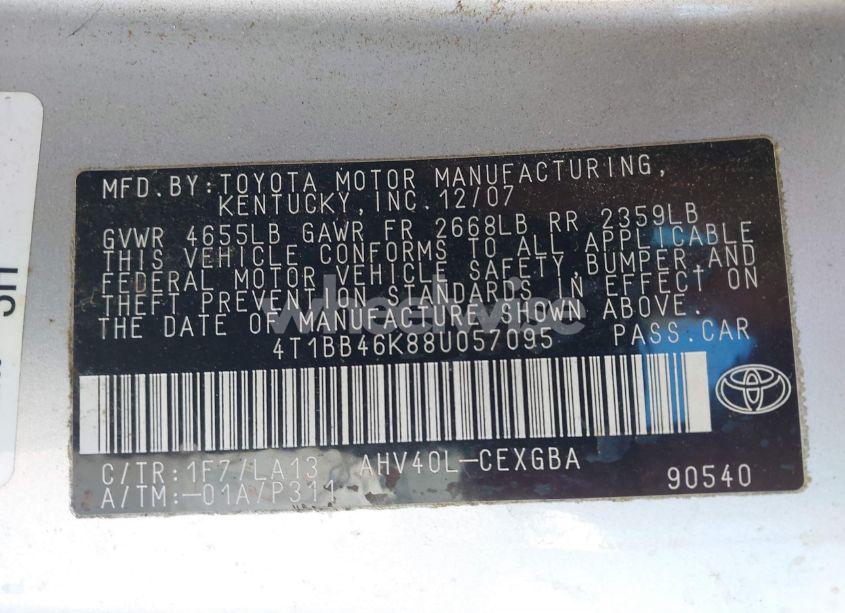 MFD.BY:TOYOTA MOTOR MANUFACTURING,
KENTUCKY,INC.12/07
GVWR 4655LB GAWR FR 2668LB RR 2359LB
THIS VEHICLE CONFORMS TO ALL APPLICABLE
FEDERAL MOTOR VEHICLE SAFETY,BUMPER,AND
THEFT PREVENTION STANDARDS IN EFFECT ON
THE DATE OF MANUFACTURE SHOWN ABOVE.
4T1BB46K88U057095 PASS.CAR
C/TR:1F7/LA13 AHV40L-CEXGBA
A/TM:-01A/P311 90540